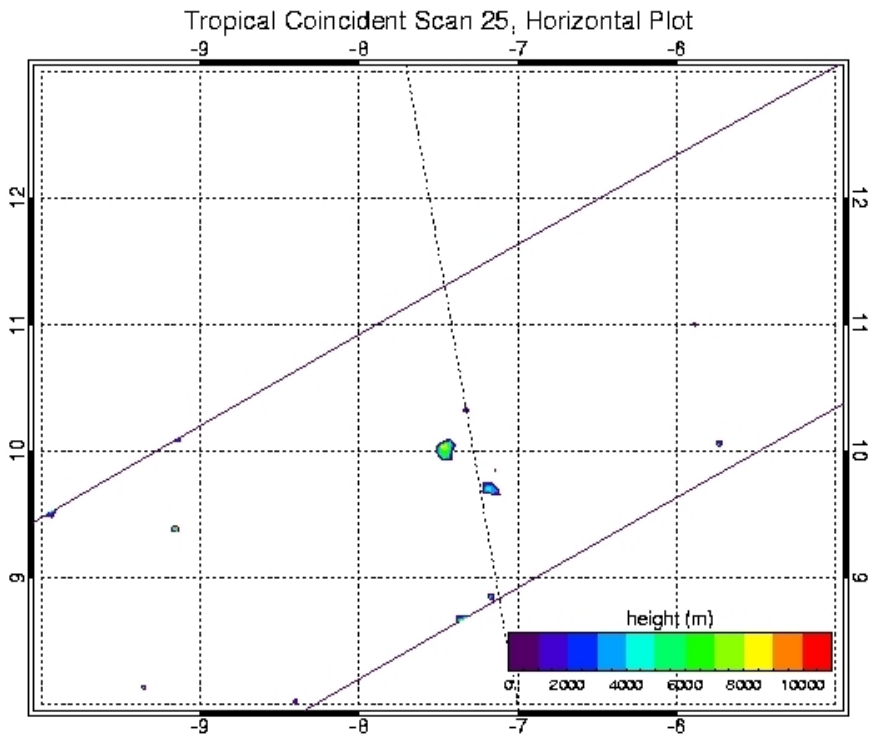 Tropical Coincident Scan 25, Horizontal Plot
-9 -8 -7 -6
12 12
11 11
10 10
9 9
height (m)
0. 2000 4000 6000 8000 10000
-9 -8 -7 -6